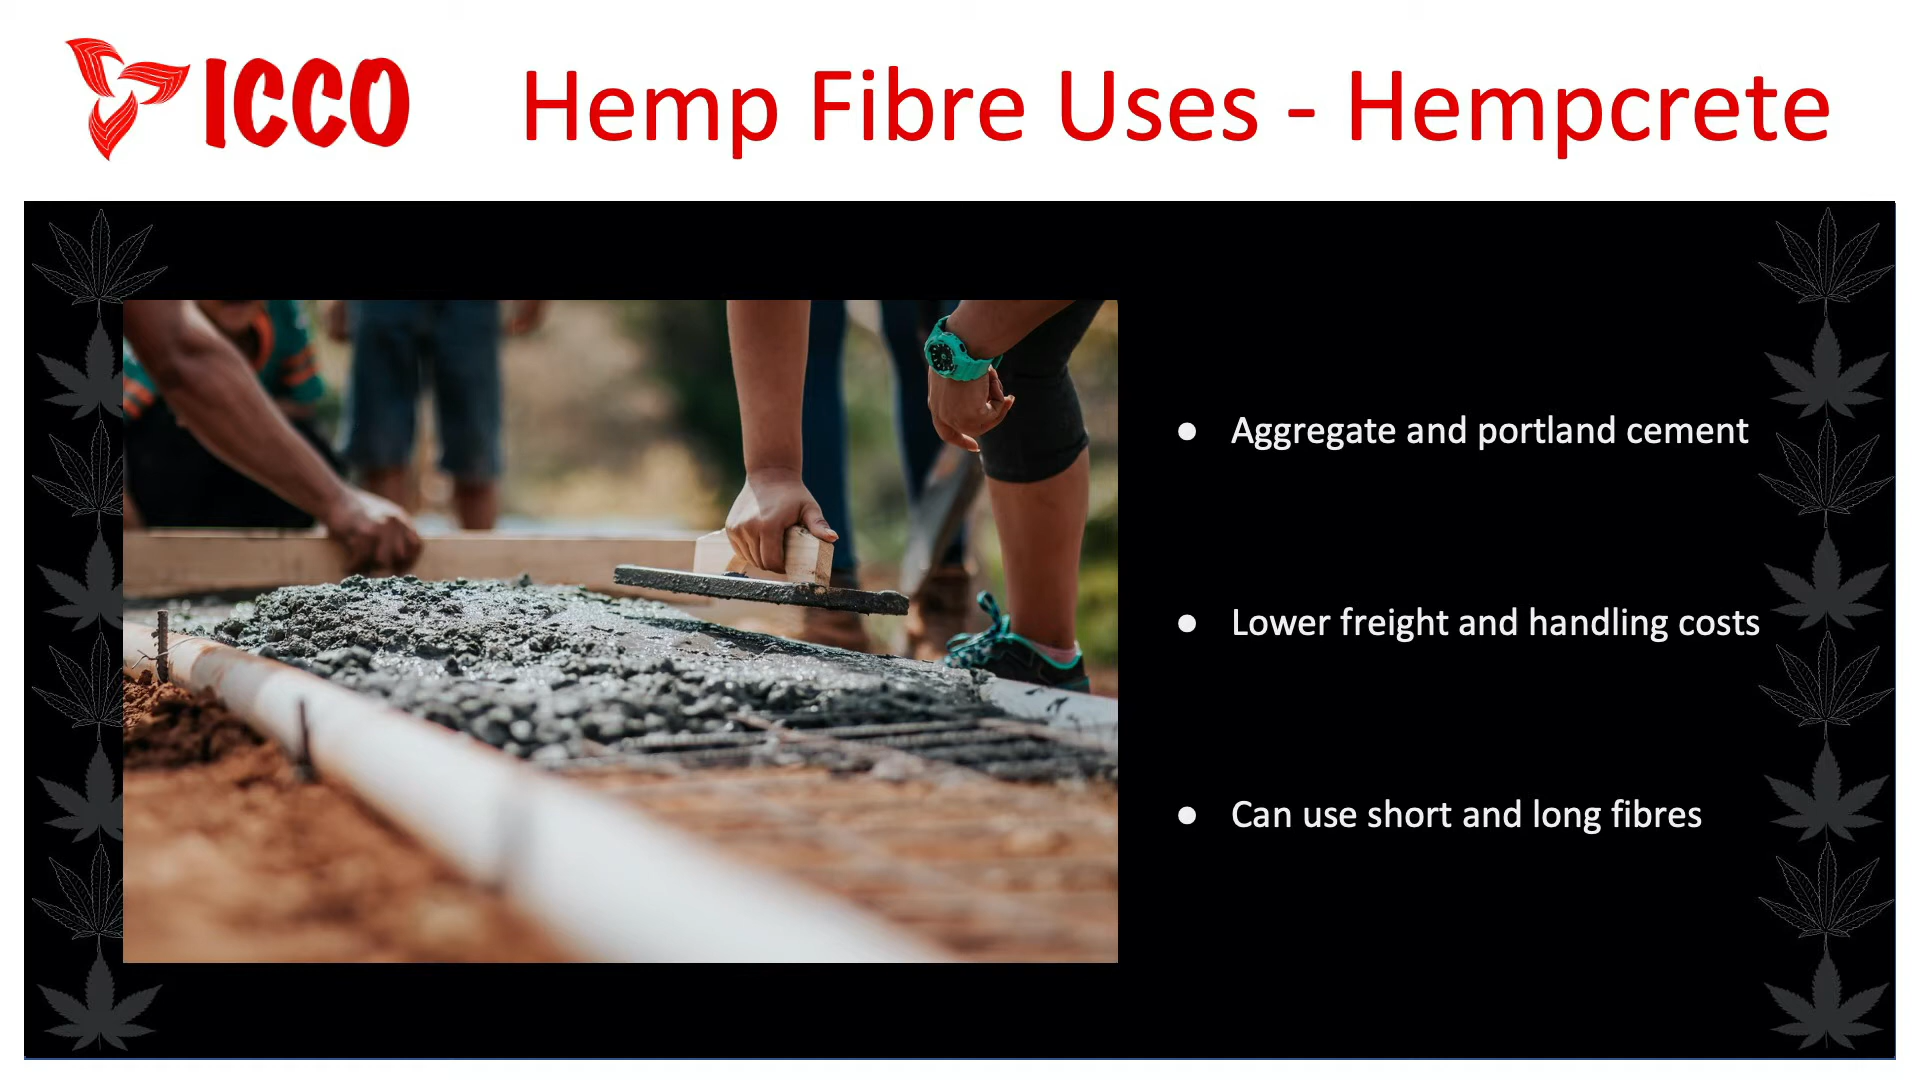 ICCO
Hemp Fibre Uses - Hempcrete
● Aggregate and portland cement
● Lower freight and handling costs
● Can use short and long fibres